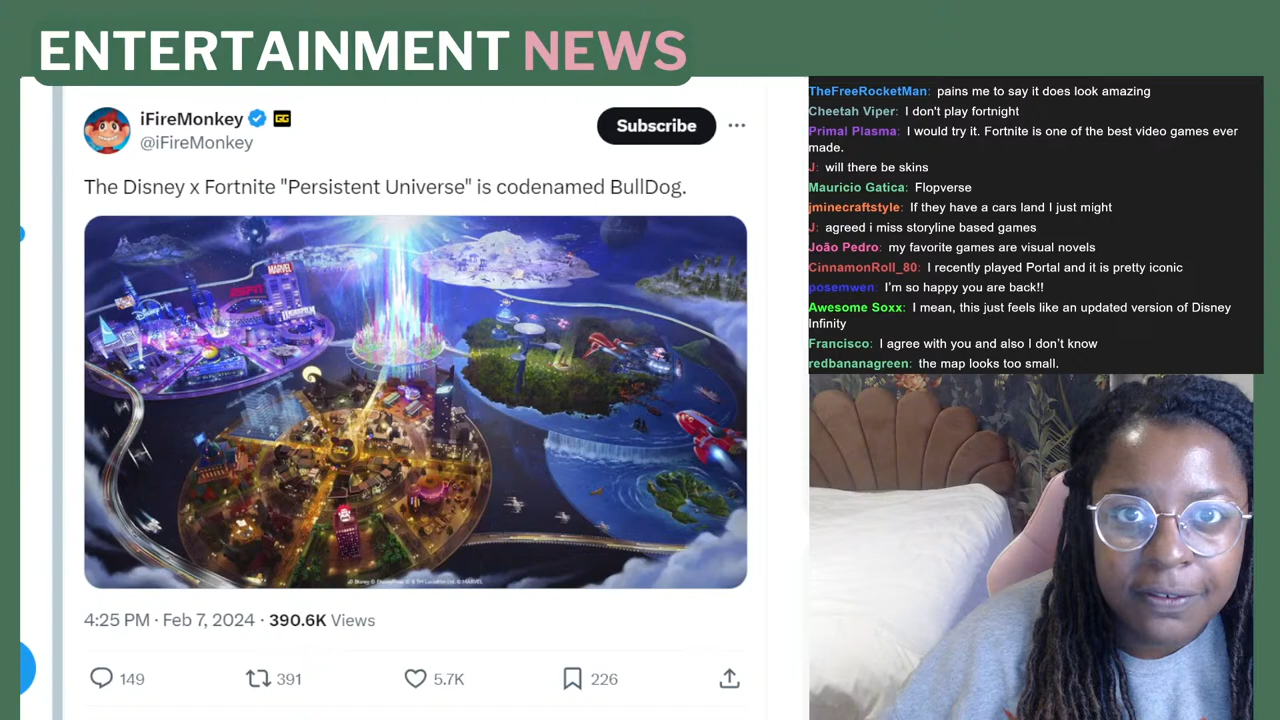 ENTERTAINMENT NEWS
iFireMonkey
GG
@iFireMonkey
Subscribe
The Disney x Fortnite "Persistent Universe" is codenamed BullDog.
MARVEL
ESPN
Disney
4:25 PM · Feb 7, 2024 · 390.6K Views
149
391
5.7K
226
TheFreeRocketMan: pains me to say it does look amazing
Cheetah Viper: I don't play fortnight
Primal Plasma: I would try it. Fortnite is one of the best video games ever
made.
J: will there be skins
Mauricio Gatica: Flopverse
jminecraftstyle: If they have a cars land I just might
J: agreed i miss storyline based games
João Pedro: my favorite games are visual novels
CinnamonRoll_80: I recently played Portal and it is pretty iconic
posemwen: I'm so happy you are back!!
Awesome Soxx: I mean, this just feels like an updated version of Disney
Infinity
Francisco: I agree with you and also I don't know
redbananagreen: the map looks too small.